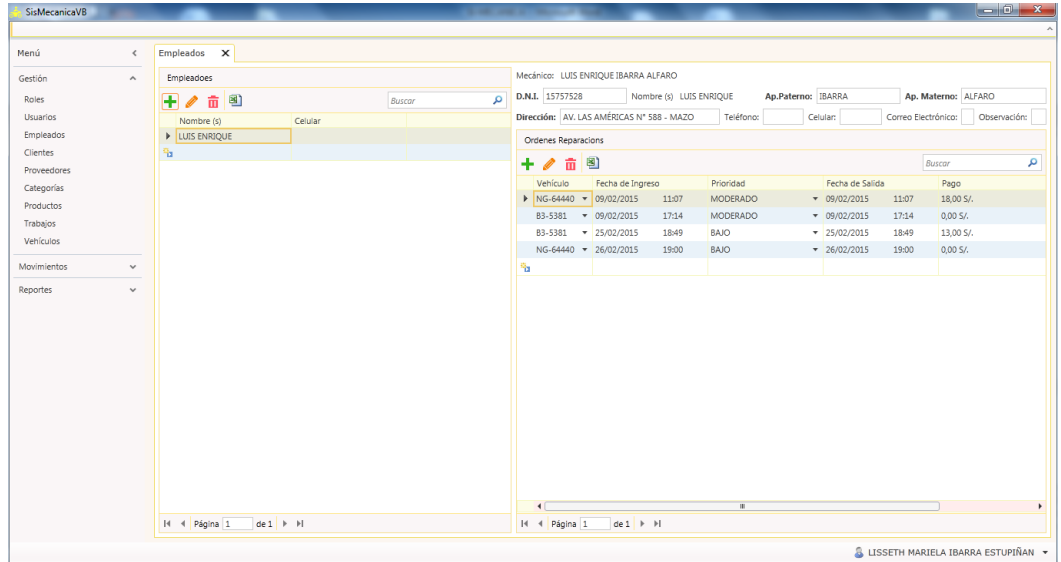 SisMecanicaVB
Menú
Gestión
Roles
Usuarios
Empleados
Clientes
Proveedores
Categorías
Productos
Trabajos
Vehículos
Movimientos
Reportes
Empleados
Empleadoes
Buscar
Nombre (s) Celular
LUIS ENRIQUE
Página 1 de 1
Mecánico: LUIS ENRIQUE IBARRA ALFARO
D.N.I. 15757528 Nombre (s) LUIS ENRIQUE Ap.Paterno: IBARRA Ap. Materno: ALFARO
Dirección: AV. LAS AMÉRICAS N° 588 - MAZO Teléfono: Celular: Correo Electrónico: Observación:
Ordenes Reparacions
Buscar
Vehículo Fecha de Ingreso Prioridad Fecha de Salida Pago
NG-64440 09/02/2015 11:07 MODERADO 09/02/2015 11:07 18,00 S/.
B3-5381 09/02/2015 17:14 MODERADO 09/02/2015 17:14 0,00 S/.
B3-5381 25/02/2015 18:49 BAJO 25/02/2015 18:49 13,00 S/.
NG-64440 26/02/2015 19:00 BAJO 26/02/2015 19:00 0,00 S/.
Página 1 de 1
LISSETH MARIELA IBARRA ESTUPIÑAN